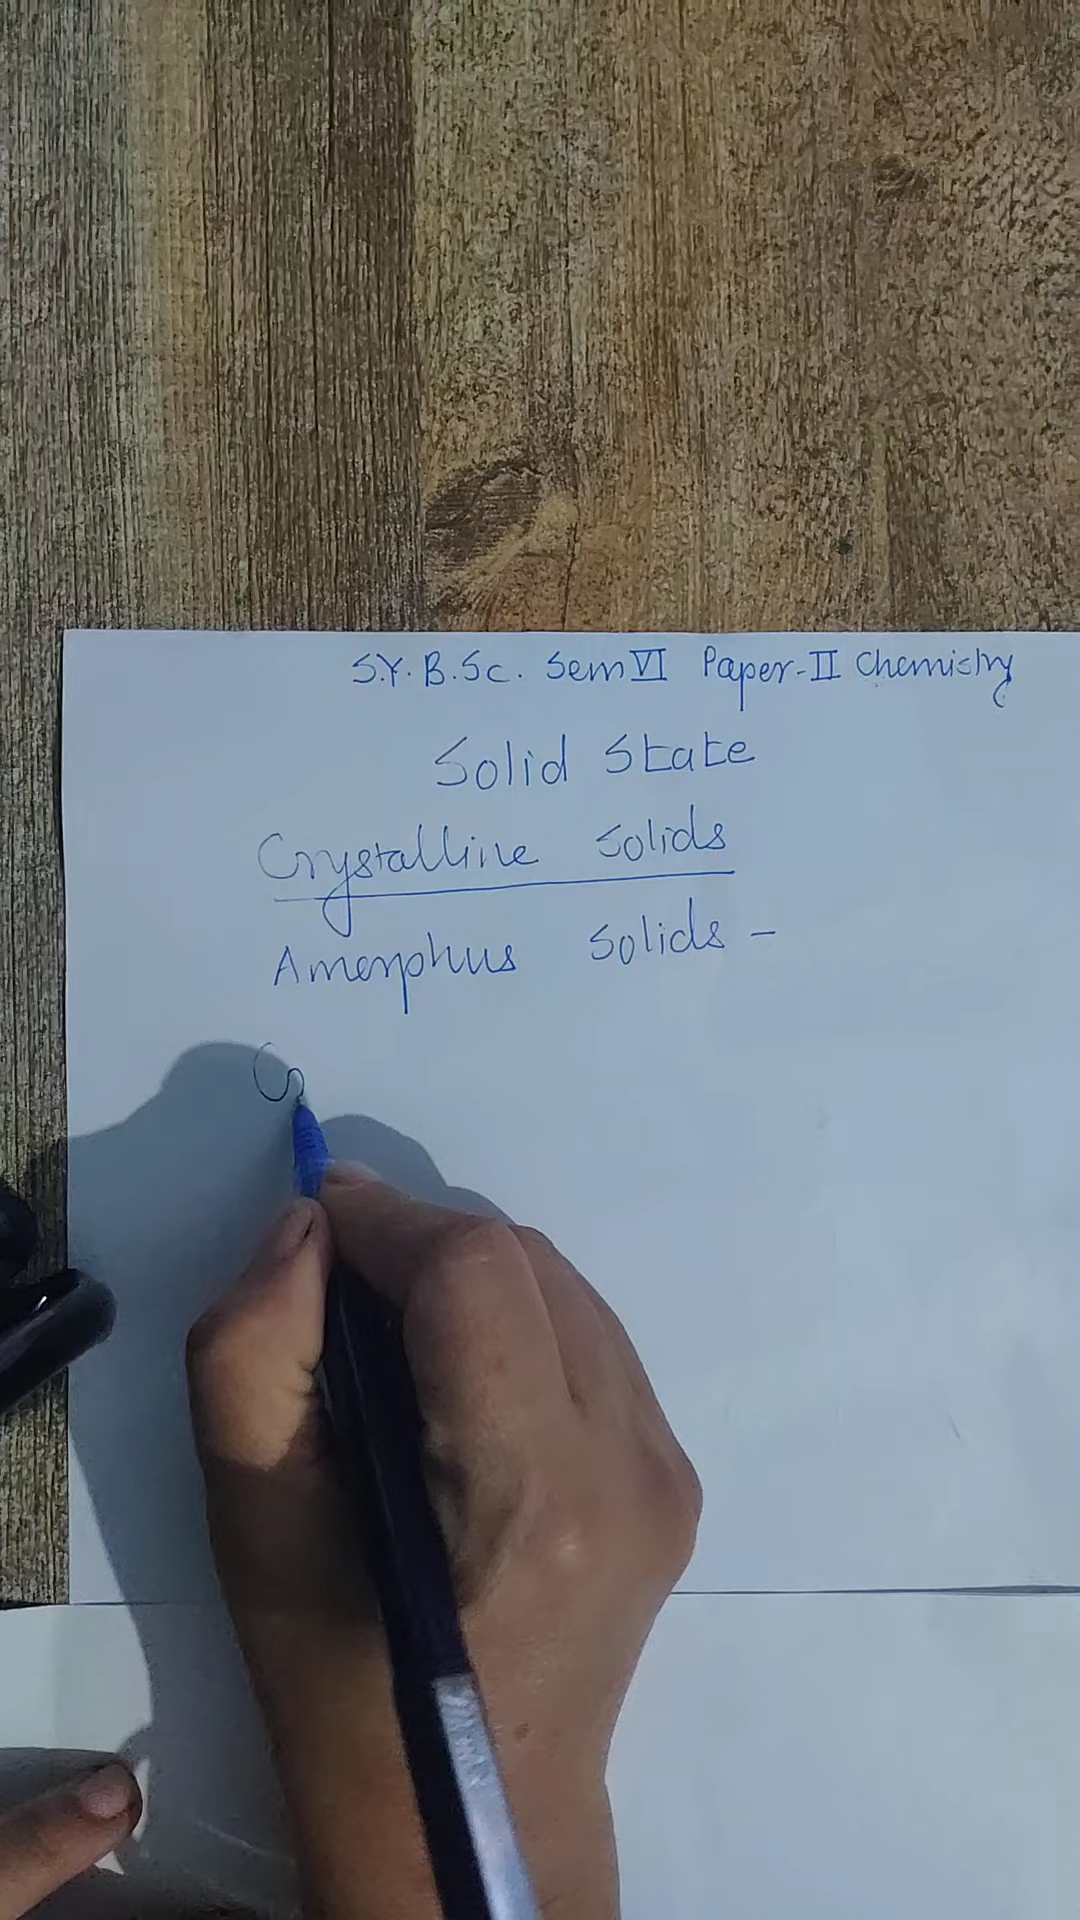 S.Y. B.Sc. Sem VI Paper-II Chemistry
Solid State
Crystalline Solids
Amorphus Solids -